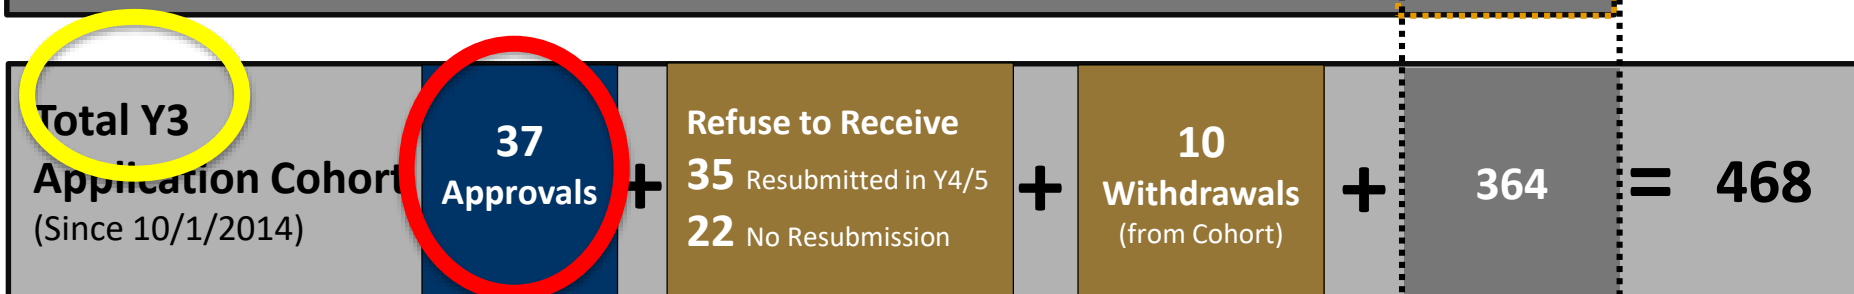 Total Y3
Application Cohort
(Since 10/1/2014)
37
Approvals
+
Refuse to Receive
35 Resubmitted in Y4/5
22 No Resubmission
+
10
Withdrawals
(from Cohort)
+
364
=
468